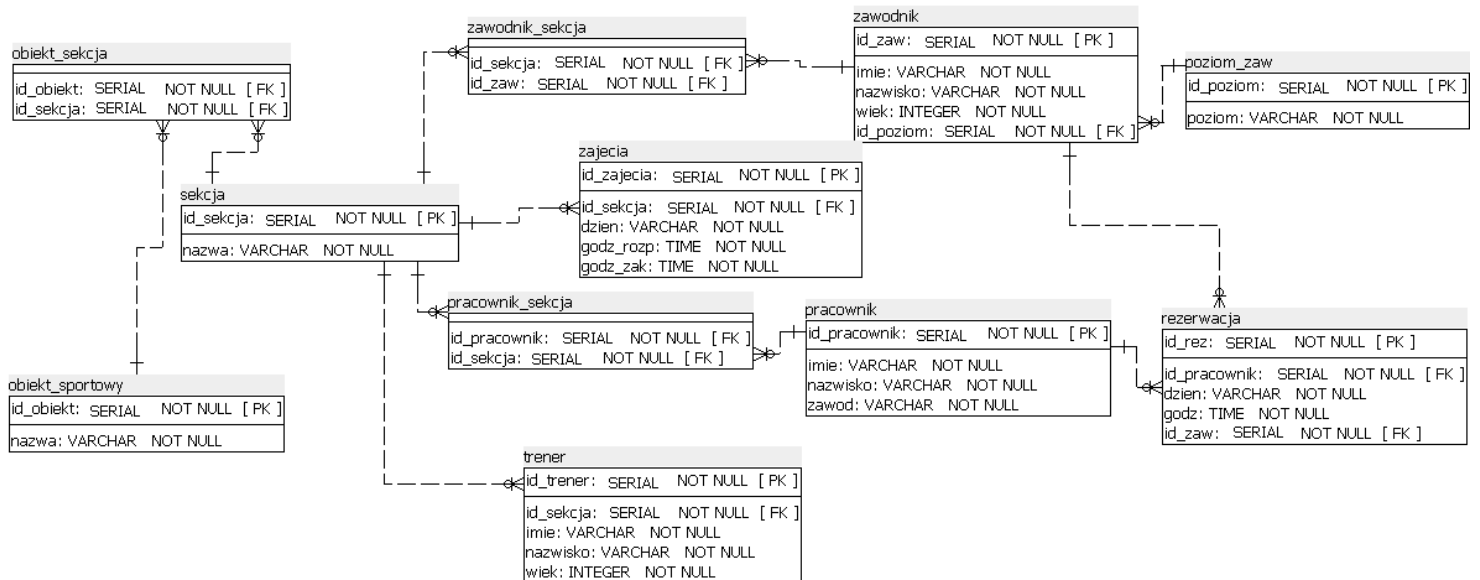 obiekt_sekcja
id_obiekt: SERIAL NOT NULL [ FK ]
id_sekcja: SERIAL NOT NULL [ FK ]
zawodnik_sekcja
id_sekcja: SERIAL NOT NULL [ FK ]
id_zaw: SERIAL NOT NULL [ FK ]
zawodnik
id_zaw: SERIAL NOT NULL [ PK ]
imie: VARCHAR NOT NULL
nazwisko: VARCHAR NOT NULL
wiek: INTEGER NOT NULL
id_poziom: SERIAL NOT NULL [ FK ]
poziom_zaw
id_poziom: SERIAL NOT NULL [ PK ]
poziom: VARCHAR NOT NULL
sekcja
id_sekcja: SERIAL NOT NULL [ PK ]
nazwa: VARCHAR NOT NULL
zajecia
id_zajecia: SERIAL NOT NULL [ PK ]
id_sekcja: SERIAL NOT NULL [ FK ]
dzien: VARCHAR NOT NULL
godz_rozp: TIME NOT NULL
godz_zak: TIME NOT NULL
pracownik_sekcja
id_pracownik: SERIAL NOT NULL [ FK ]
id_sekcja: SERIAL NOT NULL [ FK ]
pracownik
id_pracownik: SERIAL NOT NULL [ PK ]
imie: VARCHAR NOT NULL
nazwisko: VARCHAR NOT NULL
zawod: VARCHAR NOT NULL
rezerwacja
id_rez: SERIAL NOT NULL [ PK ]
id_pracownik: SERIAL NOT NULL [ FK ]
dzien: VARCHAR NOT NULL
godz: TIME NOT NULL
id_zaw: SERIAL NOT NULL [ FK ]
obiekt_sportowy
id_obiekt: SERIAL NOT NULL [ PK ]
nazwa: VARCHAR NOT NULL
trener
id_trener: SERIAL NOT NULL [ PK ]
id_sekcja: SERIAL NOT NULL [ FK ]
imie: VARCHAR NOT NULL
nazwisko: VARCHAR NOT NULL
wiek: INTEGER NOT NULL